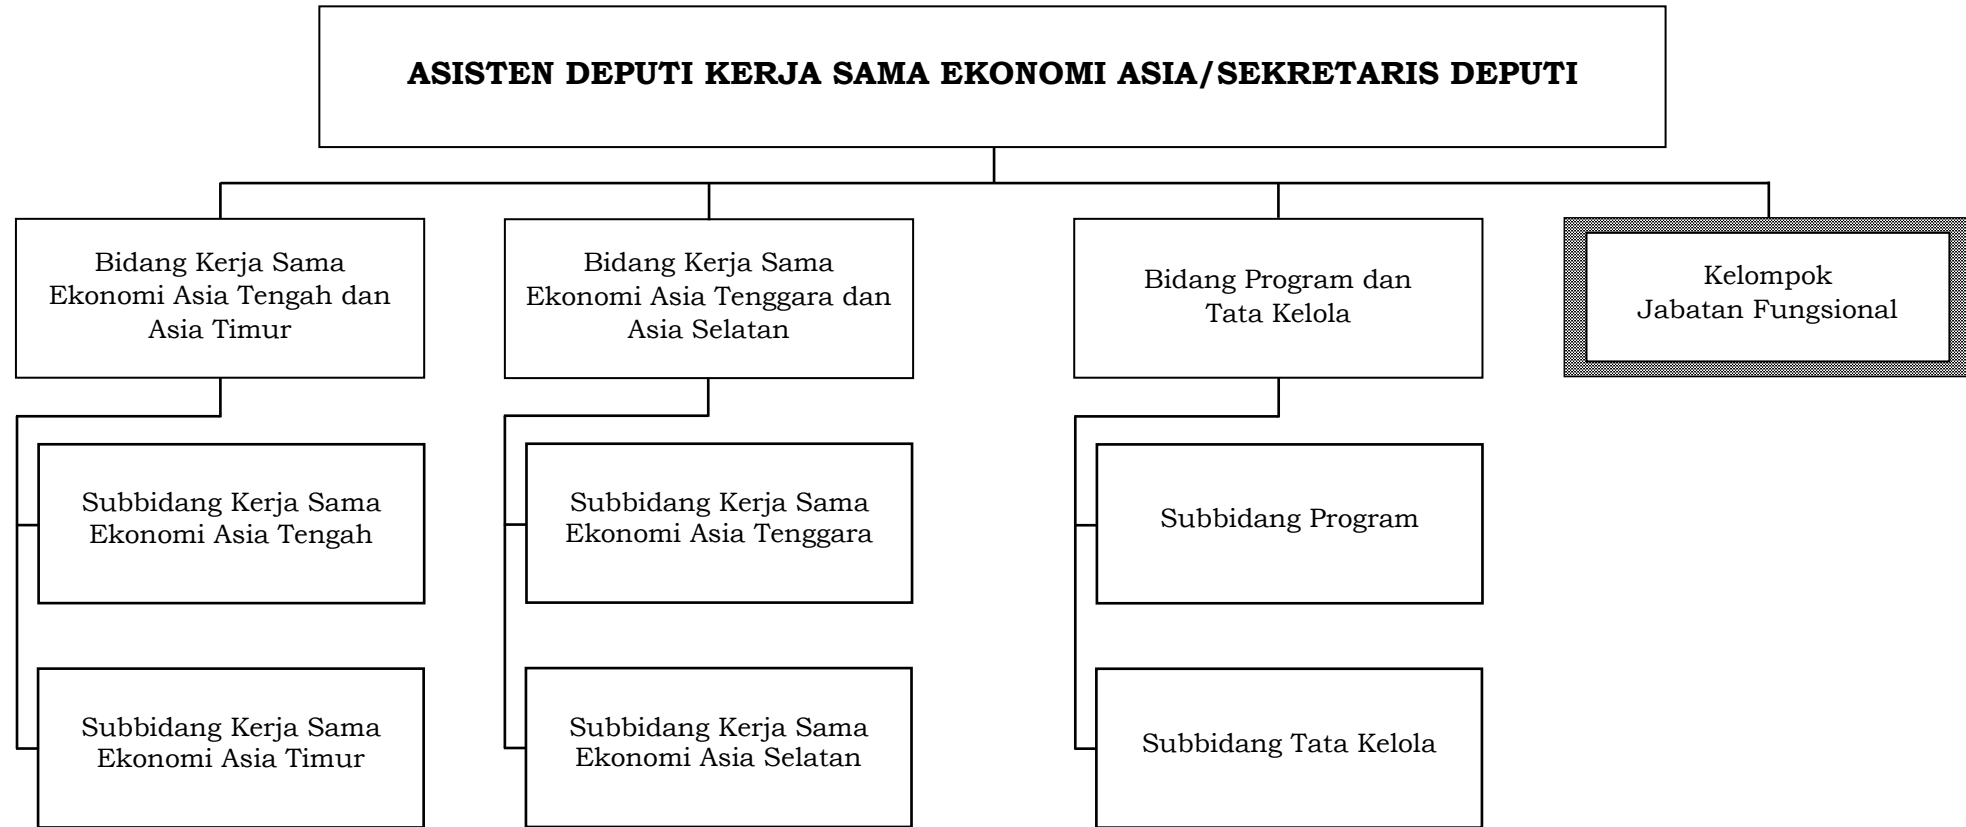 ASISTEN DEPUTI KERJA SAMA EKONOMI ASIA/SEKRETARIS DEPUTI
Bidang Kerja Sama
Ekonomi Asia Tengah dan
Asia Timur
Bidang Kerja Sama
Ekonomi Asia Tenggara dan
Asia Selatan
Bidang Program dan
Tata Kelola
Kelompok
Jabatan Fungsional
Subbidang Kerja Sama
Ekonomi Asia Tengah
Subbidang Kerja Sama
Ekonomi Asia Tenggara
Subbidang Program
Subbidang Kerja Sama
Ekonomi Asia Timur
Subbidang Kerja Sama
Ekonomi Asia Selatan
Subbidang Tata Kelola